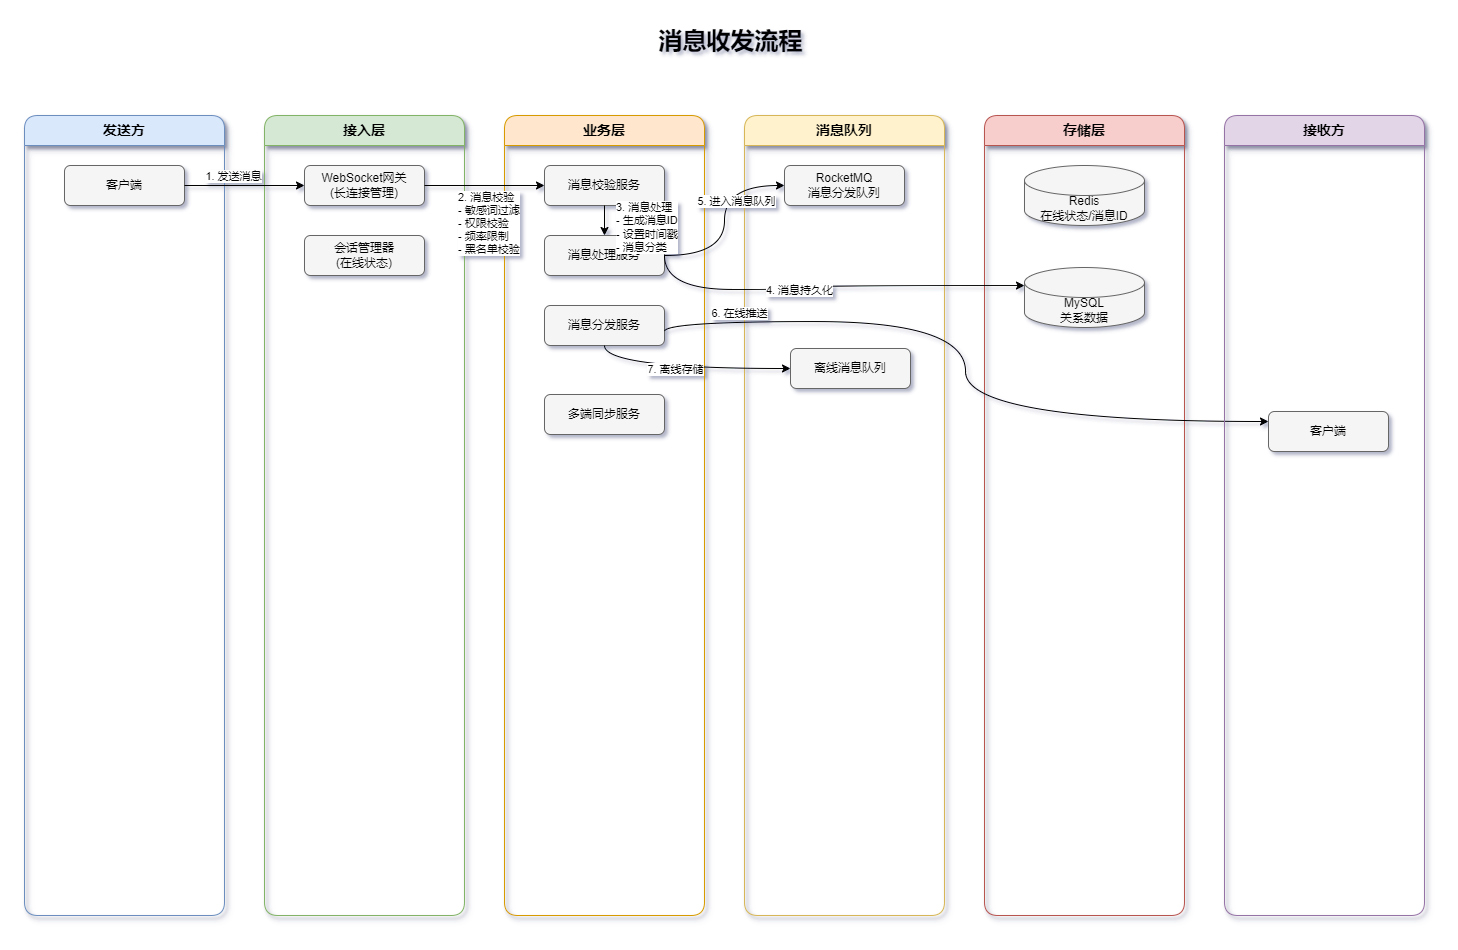 消息收发流程
发送方
接入层
业务层
消息队列
存储层
接收方
客户端
1. 发送消息
WebSocket网关
(长连接管理)
会话管理器
(在线状态)
2. 消息校验
- 敏感词过滤
- 权限校验
- 频率限制
- 黑名单校验
消息校验服务
3. 消息处理
- 生成消息ID
- 设置时间戳
- 消息分类
消息处理服务
5. 进入消息队列
RocketMQ
消息分发队列
4. 消息持久化
Redis
在线状态/消息ID
MySQL
关系数据
消息分发服务
6. 在线推送
7. 离线存储
离线消息队列
多端同步服务
客户端